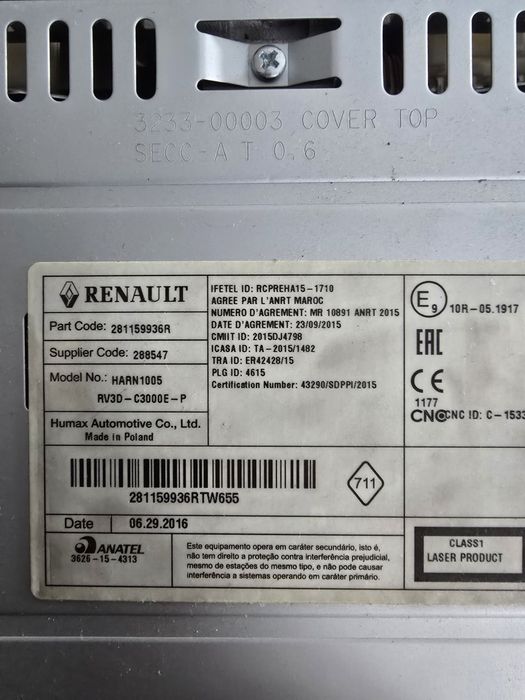 3233-00003 COVER TOP
SECC-A T 0.6
RENAULT
Part Code: 281159936R
Supplier Code: 288547
Model No.: HARN1005
RV3D-C3000E-P
Humax Automotive Co., Ltd.
Made in Poland
IFETEL ID: RCPREHA15-1710
AGREE PAR L'ANRT MAROC
NUMERO D'AGREMENT: MR 10891 ANRT 2015
DATE D'AGREMENT: 23/09/2015
CMIIT ID: 2015DJ4798
ICASA ID: TA-2015/1482
TRA ID: ER42428/15
PLG ID: 4615
Certification Number: 43290/SDPPI/2015
E9 10R-05.1917
EAC
CE
1177
CNC CNC ID: C-1533
281159936RTW655
711
Date 06.29.2016
ANATEL
3626-15-4313
Este equipamento opera em caráter secundário, isto é,
não tem direito a proteção contra interferência prejudicial,
mesmo de estações do mesmo tipo, e não pode causar
interferência a sistemas operando em caráter primário.
CLASS1
LASER PRODUCT